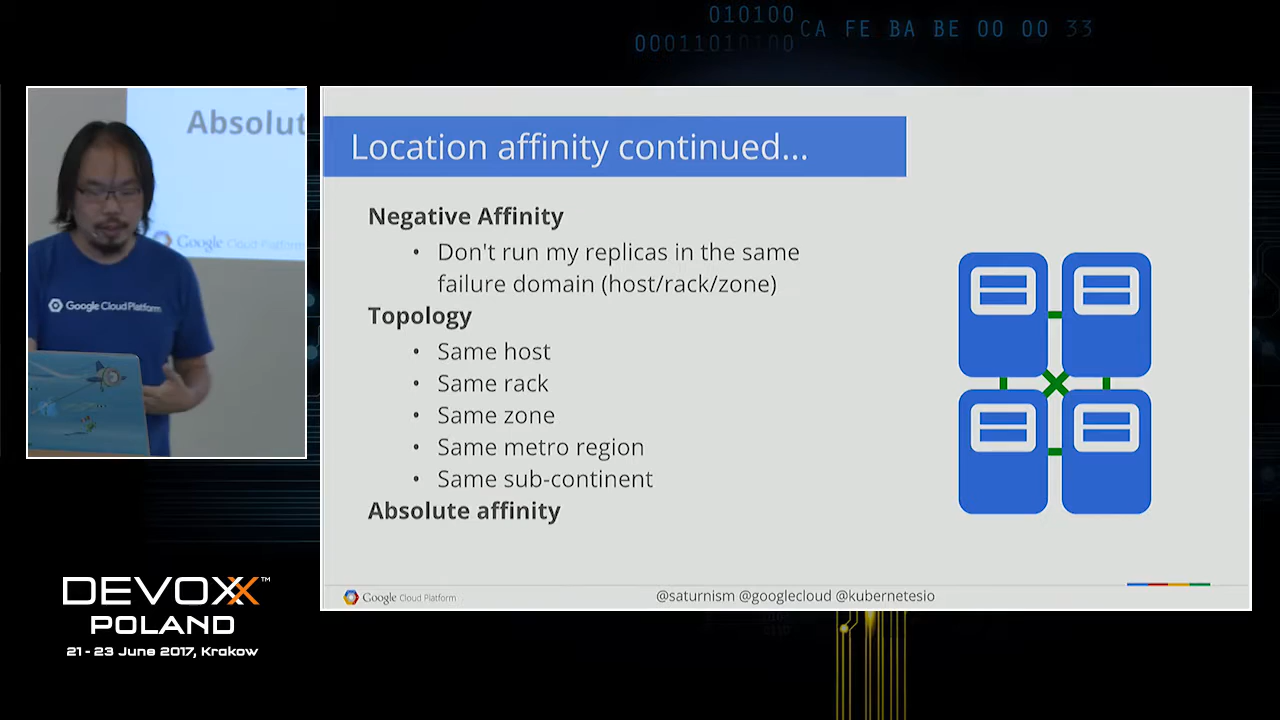 010100
00011010100
CA FE BA BE 00 00 33
Absolut
Google Cloud Platform
Google Cloud Platform
Location affinity continued...
Negative Affinity
• Don't run my replicas in the same
failure domain (host/rack/zone)
Topology
• Same host
• Same rack
• Same zone
• Same metro region
• Same sub-continent
Absolute affinity
Google Cloud Platform
@saturnism @googlecloud @kubernetesio
DEVOXX™
POLAND
21 - 23 June 2017, Krakow